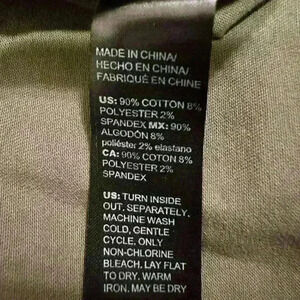 MADE IN CHINA/
HECHO EN CHINA/
FABRIQUÉ EN CHINE
US: 90% COTTON 8%
POLYESTER 2%
SPANDEX MX: 90%
ALGODÓN 8%
poliéster 2% elastano
CA: 90% COTON 8%
POLYESTER 2%
SPANDEX
US: TURN INSIDE
OUT. SEPARATELY.
MACHINE WASH
COLD, GENTLE
CYCLE, ONLY
NON-CHLORINE
BLEACH. LAY FLAT
TO DRY. WARM
IRON. MAY BE DRY